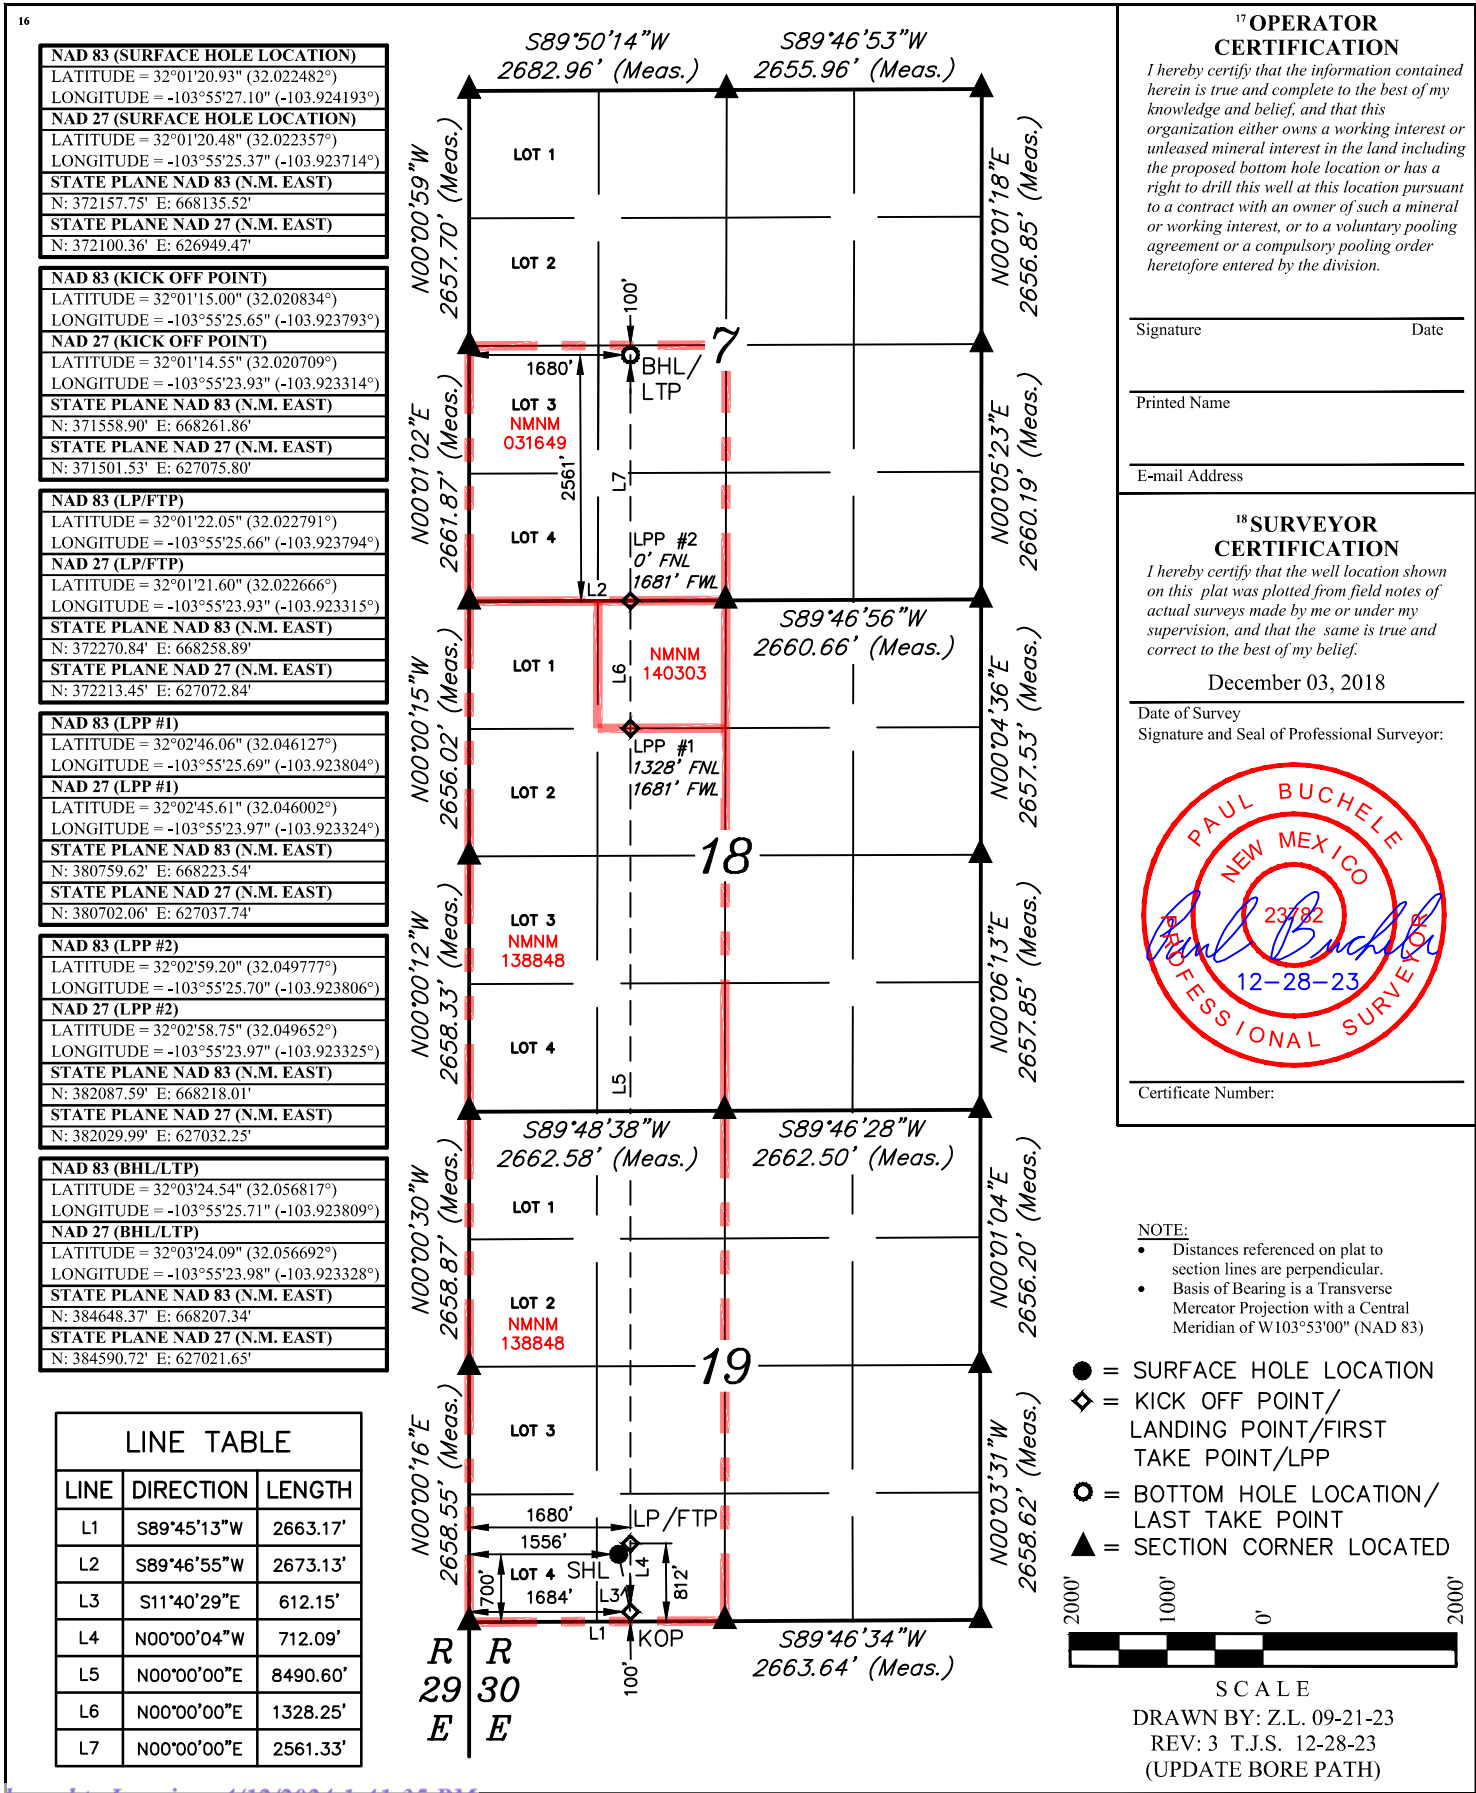 16
NAD 83 (SURFACE HOLE LOCATION)
LATITUDE = 32°01'20.93" (32.022482°)
LONGITUDE = -103°55'27.10" (-103.924193°)
NAD 27 (SURFACE HOLE LOCATION)
LATITUDE = 32°01'20.48" (32.022357°)
LONGITUDE = -103°55'25.37" (-103.923714°)
STATE PLANE NAD 83 (N.M. EAST)
N: 372157.75' E: 668135.52'
STATE PLANE NAD 27 (N.M. EAST)
N: 372100.36' E: 626949.47'
NAD 83 (KICK OFF POINT)
LATITUDE = 32°01'15.00" (32.020834°)
LONGITUDE = -103°55'25.65" (-103.923793°)
NAD 27 (KICK OFF POINT)
LATITUDE = 32°01'14.55" (32.020709°)
LONGITUDE = -103°55'23.93" (-103.923314°)
STATE PLANE NAD 83 (N.M. EAST)
N: 371558.90' E: 668261.86'
STATE PLANE NAD 27 (N.M. EAST)
N: 371501.53' E: 627075.80'
NAD 83 (LP/FTP)
LATITUDE = 32°01'22.05" (32.022791°)
LONGITUDE = -103°55'25.66" (-103.923794°)
NAD 27 (LP/FTP)
LATITUDE = 32°01'21.60" (32.022666°)
LONGITUDE = -103°55'23.93" (-103.923315°)
STATE PLANE NAD 83 (N.M. EAST)
N: 372270.84' E: 668258.89'
STATE PLANE NAD 27 (N.M. EAST)
N: 372213.45' E: 627072.84'
NAD 83 (LPP #1)
LATITUDE = 32°02'46.06" (32.046127°)
LONGITUDE = -103°55'25.69" (-103.923804°)
NAD 27 (LPP #1)
LATITUDE = 32°02'45.61" (32.046002°)
LONGITUDE = -103°55'23.97" (-103.923324°)
STATE PLANE NAD 83 (N.M. EAST)
N: 380759.62' E: 668223.54'
STATE PLANE NAD 27 (N.M. EAST)
N: 380702.06' E: 627037.74'
NAD 83 (LPP #2)
LATITUDE = 32°02'59.20" (32.049777°)
LONGITUDE = -103°55'25.70" (-103.923806°)
NAD 27 (LPP #2)
LATITUDE = 32°02'58.75" (32.049652°)
LONGITUDE = -103°55'23.97" (-103.923325°)
STATE PLANE NAD 83 (N.M. EAST)
N: 382087.59' E: 668218.01'
STATE PLANE NAD 27 (N.M. EAST)
N: 382029.99' E: 627032.25'
NAD 83 (BHL/LTP)
LATITUDE = 32°03'24.54" (32.056817°)
LONGITUDE = -103°55'25.71" (-103.923809°)
NAD 27 (BHL/LTP)
LATITUDE = 32°03'24.09" (32.056692°)
LONGITUDE = -103°55'23.98" (-103.923328°)
STATE PLANE NAD 83 (N.M. EAST)
N: 384648.37' E: 668207.34'
STATE PLANE NAD 27 (N.M. EAST)
N: 384590.72' E: 627021.65'
LINE TABLE
LINE DIRECTION LENGTH
L1 S89°45'13"W 2663.17'
L2 S89°46'55"W 2673.13'
L3 S11°40'29"E 612.15'
L4 N00°00'04"W 712.09'
L5 N00°00'00"E 8490.60'
L6 N00°00'00"E 1328.25'
L7 N00°00'00"E 2561.33'
S89°50'14"W
2682.96' (Meas.)
S89°46'53"W
2655.96' (Meas.)
N00°00'59"W
2657.70' (Meas.)
N00°01'18"E
2656.85' (Meas.)
LOT 1
LOT 2
100'
7
1680'
BHL/
LTP
LOT 3
NMNM
031649
2561'
L7
N00°01'02"E
2661.87' (Meas.)
N00°05'23"E
2660.19' (Meas.)
LOT 4
LPP #2
0' FNL
1681' FWL
L2
S89°46'56"W
2660.66' (Meas.)
LOT 1
L6
NMNM
140303
N00°00'15"W
2656.02' (Meas.)
N00°04'36"E
2657.53' (Meas.)
LPP #1
1328' FNL
1681' FWL
LOT 2
18
LOT 3
NMNM
138848
N00°00'12"W
2658.33' (Meas.)
N00°06'13"E
2657.85' (Meas.)
LOT 4
L5
S89°48'38"W
2662.58' (Meas.)
S89°46'28"W
2662.50' (Meas.)
LOT 1
N00°00'30"W
2658.87' (Meas.)
N00°01'04"E
2656.20' (Meas.)
LOT 2
NMNM
138848
19
LOT 3
N00°00'16"E
2658.55' (Meas.)
N00°03'31"W
2658.62' (Meas.)
1680'
LP/FTP
1556'
SHL
L4
LOT 4
700'
812'
1684'
L3
L1
KOP
100'
S89°46'34"W
2663.64' (Meas.)
R R
29 30
E E
17 OPERATOR
CERTIFICATION
I hereby certify that the information contained
herein is true and complete to the best of my
knowledge and belief, and that this
organization either owns a working interest or
unleased mineral interest in the land including
the proposed bottom hole location or has a
right to drill this well at this location pursuant
to a contract with an owner of such a mineral
or working interest, or to a voluntary pooling
agreement or a compulsory pooling order
heretofore entered by the division.
Signature Date
Printed Name
E-mail Address
18 SURVEYOR
CERTIFICATION
I hereby certify that the well location shown
on this plat was plotted from field notes of
actual surveys made by me or under my
supervision, and that the same is true and
correct to the best of my belief.
December 03, 2018
Date of Survey
Signature and Seal of Professional Surveyor:
PAUL BUCHELE
NEW MEXICO
23782
Paul Buchele
12-28-23
PROFESSIONAL SURVEYOR
Certificate Number:
NOTE:
• Distances referenced on plat to
section lines are perpendicular.
• Basis of Bearing is a Transverse
Mercator Projection with a Central
Meridian of W103°53'00" (NAD 83)
= SURFACE HOLE LOCATION
= KICK OFF POINT/
LANDING POINT/FIRST
TAKE POINT/LPP
= BOTTOM HOLE LOCATION/
LAST TAKE POINT
= SECTION CORNER LOCATED
2000' 1000' 0' 2000'
SCALE
DRAWN BY: Z.L. 09-21-23
REV: 3 T.J.S. 12-28-23
(UPDATE BORE PATH)